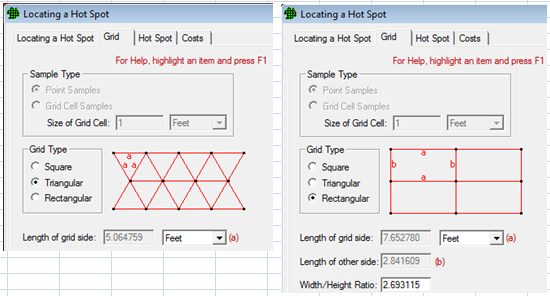 Locating a Hot Spot
Locating a Hot Spot Grid Hot Spot Costs
For Help, highlight an item and press F1
Sample Type
Point Samples
Grid Cell Samples
Size of Grid Cell: 1 Feet
Grid Type
Square
Triangular
Rectangular
a
a a
Length of grid side: 5.064759 Feet (a)
Locating a Hot Spot
Locating a Hot Spot Grid Hot Spot Costs
For Help, highlight an item and press F1
Sample Type
Point Samples
Grid Cell Samples
Size of Grid Cell: 1 Feet
Grid Type
Square
Triangular
Rectangular
a
b b
a
Length of grid side: 7.652780 Feet (a)
Length of other side: 2.841609 (b)
Width/Height Ratio: 2.693115